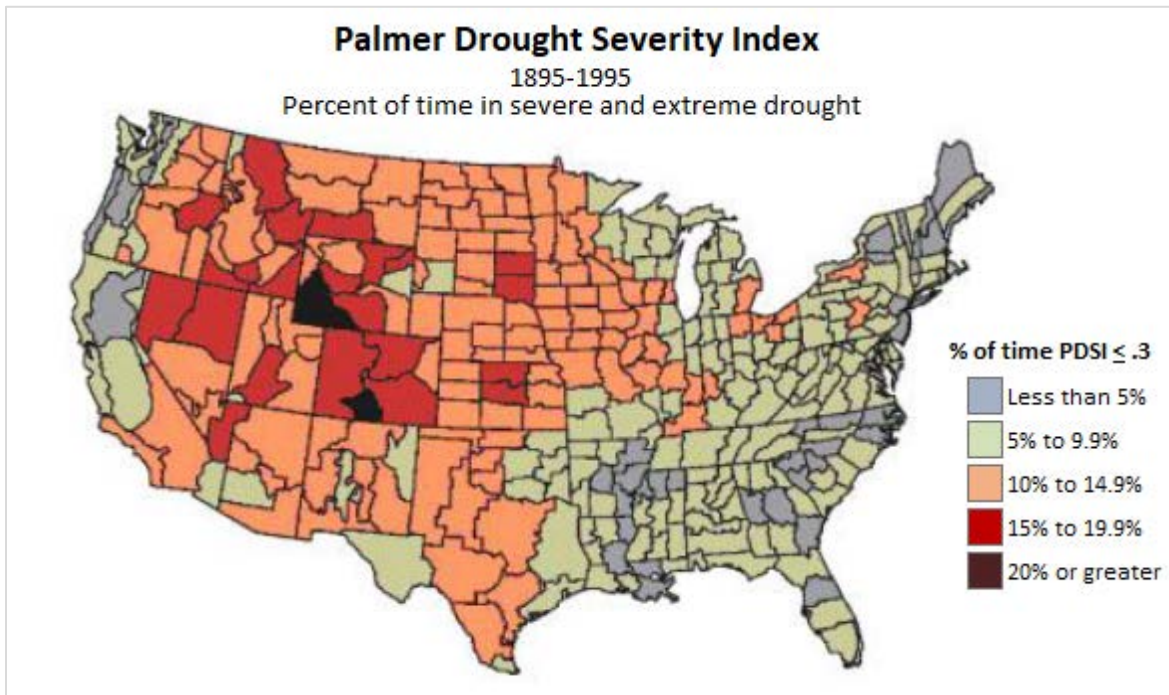 Palmer Drought Severity Index
1895-1995
Percent of time in severe and extreme drought
% of time PDSI ≤ .3
Less than 5%
5% to 9.9%
10% to 14.9%
15% to 19.9%
20% or greater